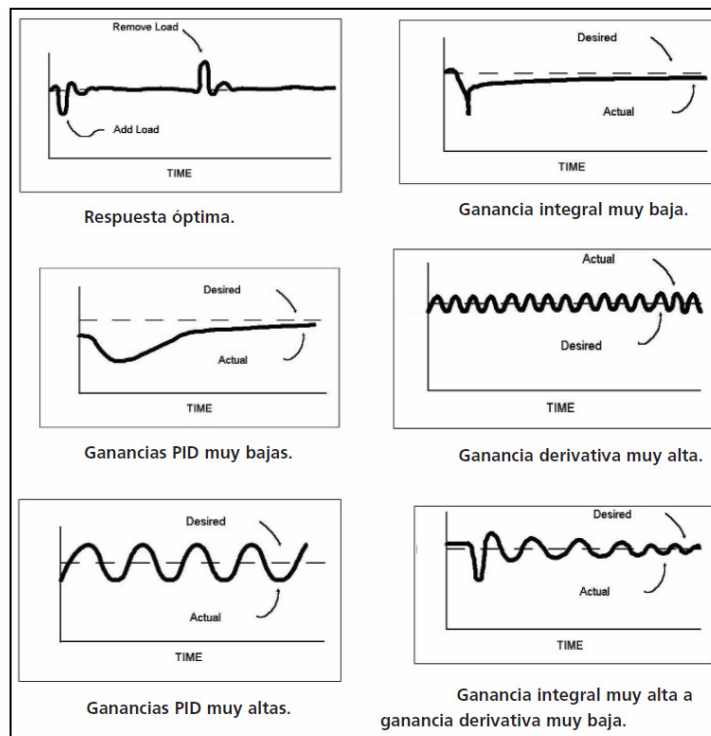 Remove Load
Add Load
TIME
Respuesta óptima.
Desired
Actual
TIME
Ganancia integral muy baja.
Desired
Actual
TIME
Ganancias PID muy bajas.
Actual
Desired
TIME
Ganancia derivativa muy alta.
Desired
Actual
TIME
Ganancias PID muy altas.
Desired
Actual
TIME
Ganancia integral muy alta a
ganancia derivativa muy baja.